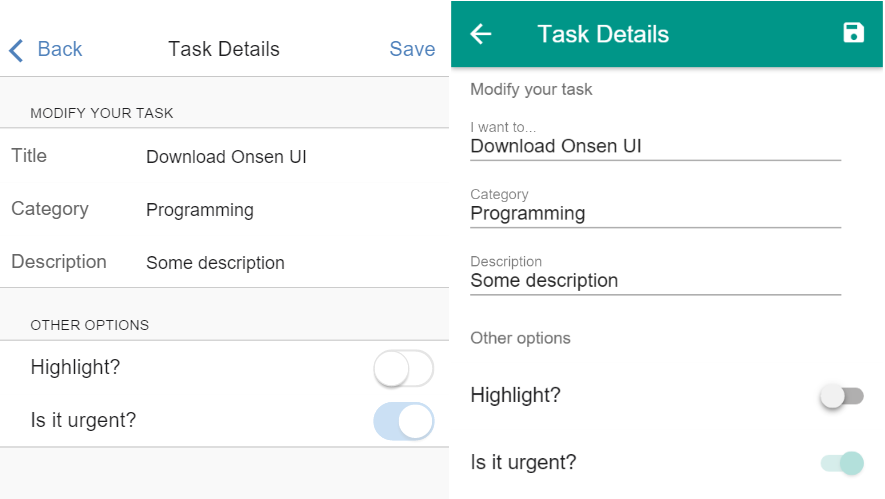 Back Task Details Save
MODIFY YOUR TASK
Title Download Onsen UI
Category Programming
Description Some description
OTHER OPTIONS
Highlight?
Is it urgent?
Task Details
Modify your task
I want to...
Download Onsen UI
Category
Programming
Description
Some description
Other options
Highlight?
Is it urgent?